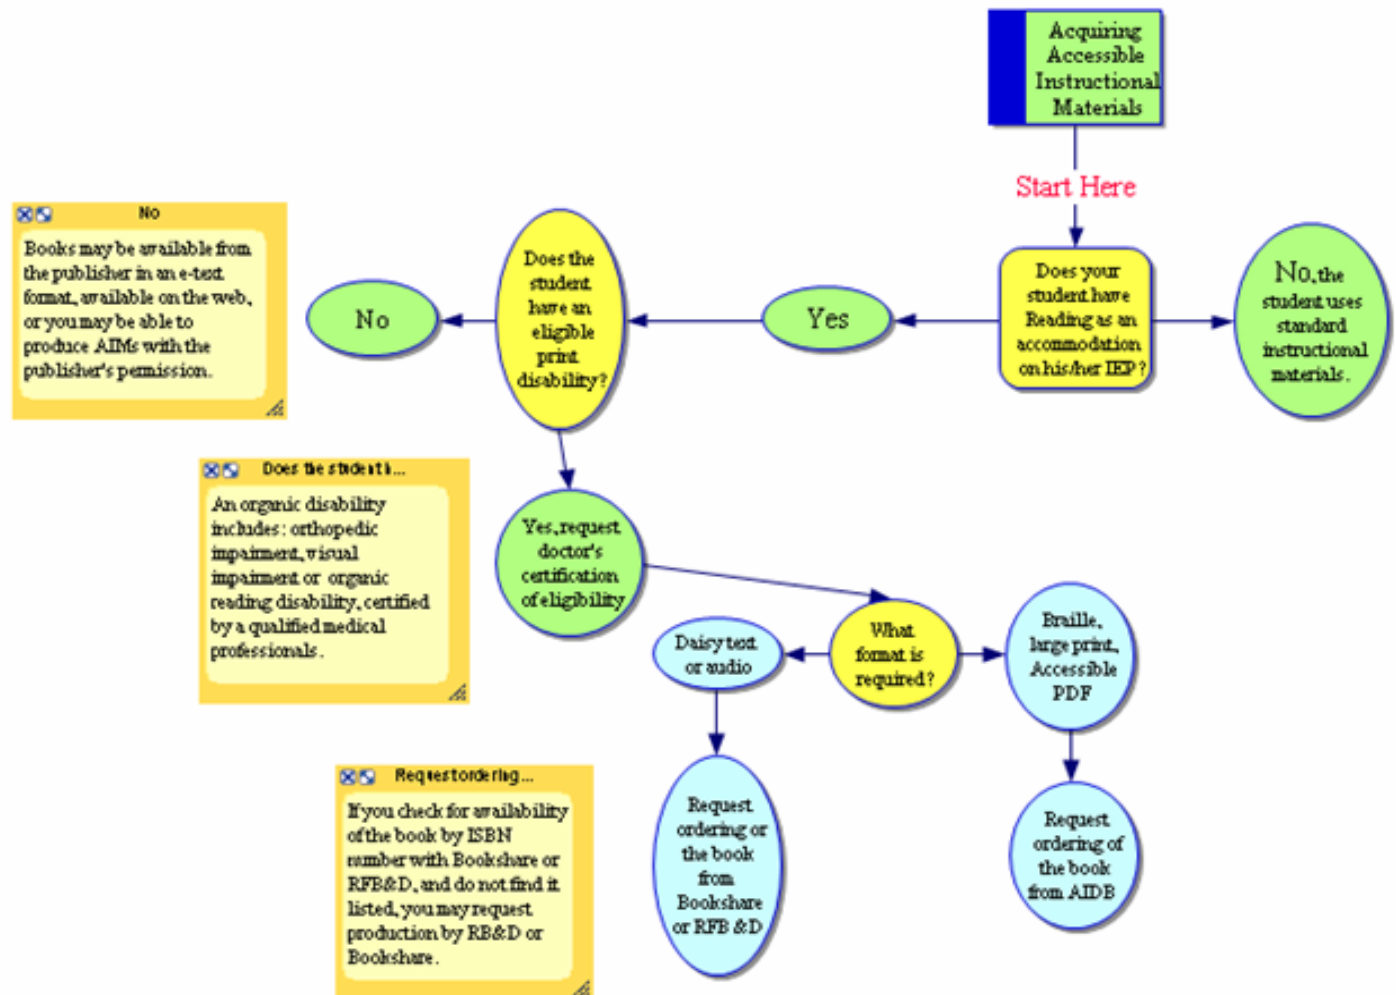 Acquiring
Accessible
Instructional
Materials
Start Here
Does your
student have
Reading as an
accommodation
on his/her IEP?
No, the
student uses
standard
instructional
materials.
Yes
Does the
student
have an
eligible
print
disability?
No
No
Books may be available from
the publisher in an e-text
format, available on the web,
or you may be able to
produce AIMs with the
publisher's permission.
Does the student h...
An organic disability
includes: orthopedic
impairment, visual
impairment or organic
reading disability, certified
by a qualified medical
professionals.
Yes, request
doctor's
certification
of eligibility
What
format is
required?
Daisy text
or audio
Braille,
large print,
Accessible
PDF
Request
ordering or
the book
from
Bookshare
or RFB &D
Request
ordering of
the book
from AIDB
Request ordering...
If you check for availability
of the book by ISBN
number with Bookshare or
RFB&D, and do not find it
listed, you may request
production by RB&D or
Bookshare.